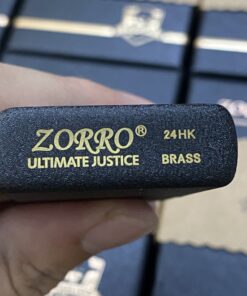 ZORRO® 24HK
ULTIMATE JUSTICE BRASS